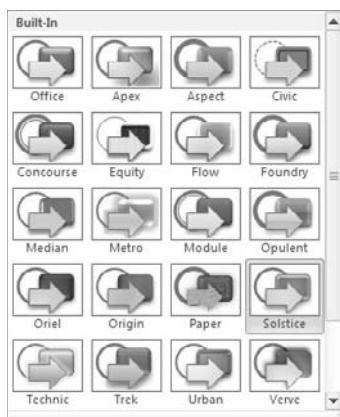 Built-In
Office Apex Aspect Civic
Concourse Equity Flow Foundry
Median Metro Module Opulent
Oriel Origin Paper Solstice
Technic Trek Urban Verve